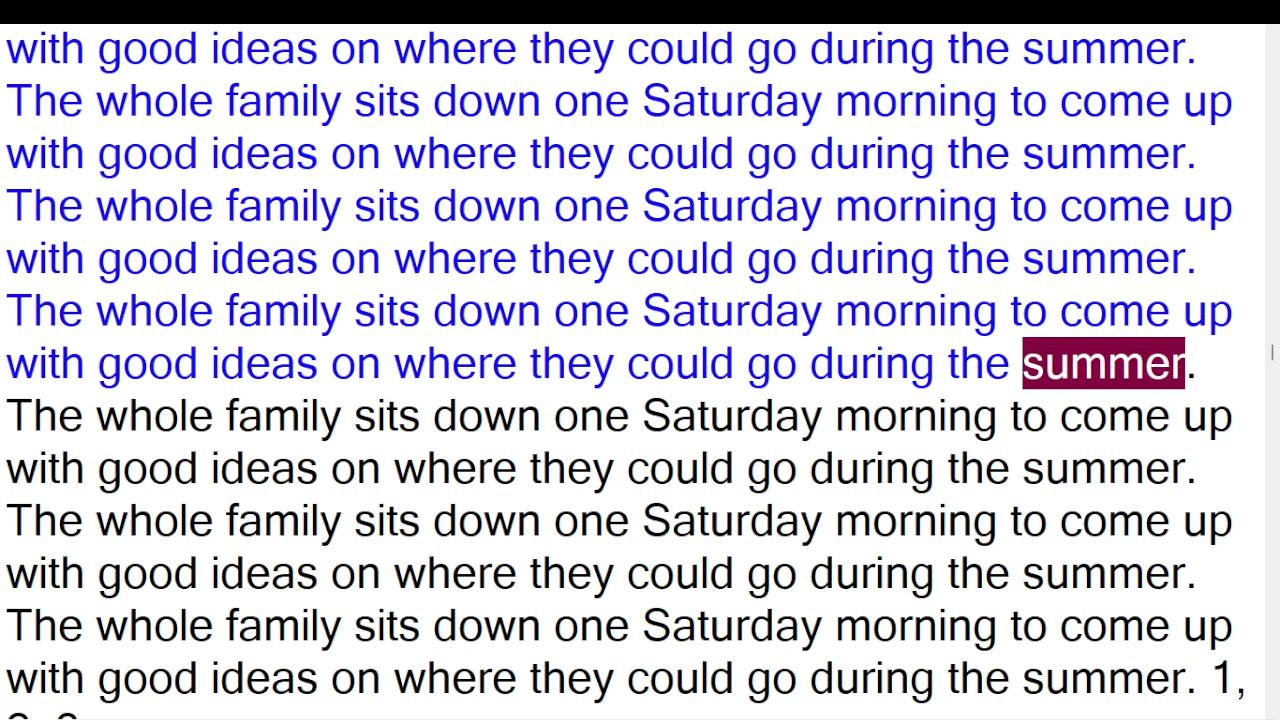 with good ideas on where they could go during the summer.
The whole family sits down one Saturday morning to come up
with good ideas on where they could go during the summer.
The whole family sits down one Saturday morning to come up
with good ideas on where they could go during the summer.
The whole family sits down one Saturday morning to come up
with good ideas on where they could go during the summer.
The whole family sits down one Saturday morning to come up
with good ideas on where they could go during the summer.
The whole family sits down one Saturday morning to come up
with good ideas on where they could go during the summer.
The whole family sits down one Saturday morning to come up
with good ideas on where they could go during the summer. 1,